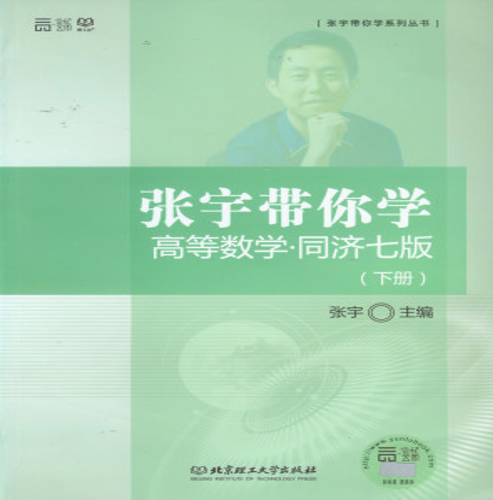 [ 张宇带你学系列丛书 ]
张宇带你学
高等数学·同济七版
（下册）
张宇 主编
北京理工大学出版社